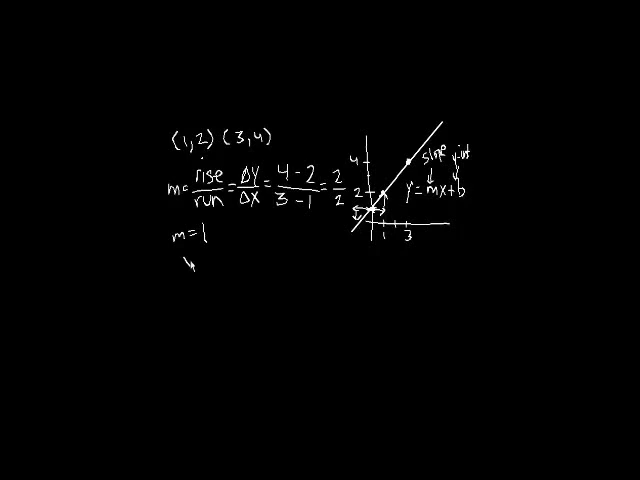 (1,2) (3,4)
m = rise/run = ΔY/ΔX = 4-2/3-1 = 2/2
m = 1
4
2
1 3
slope y-int
y = mx+b